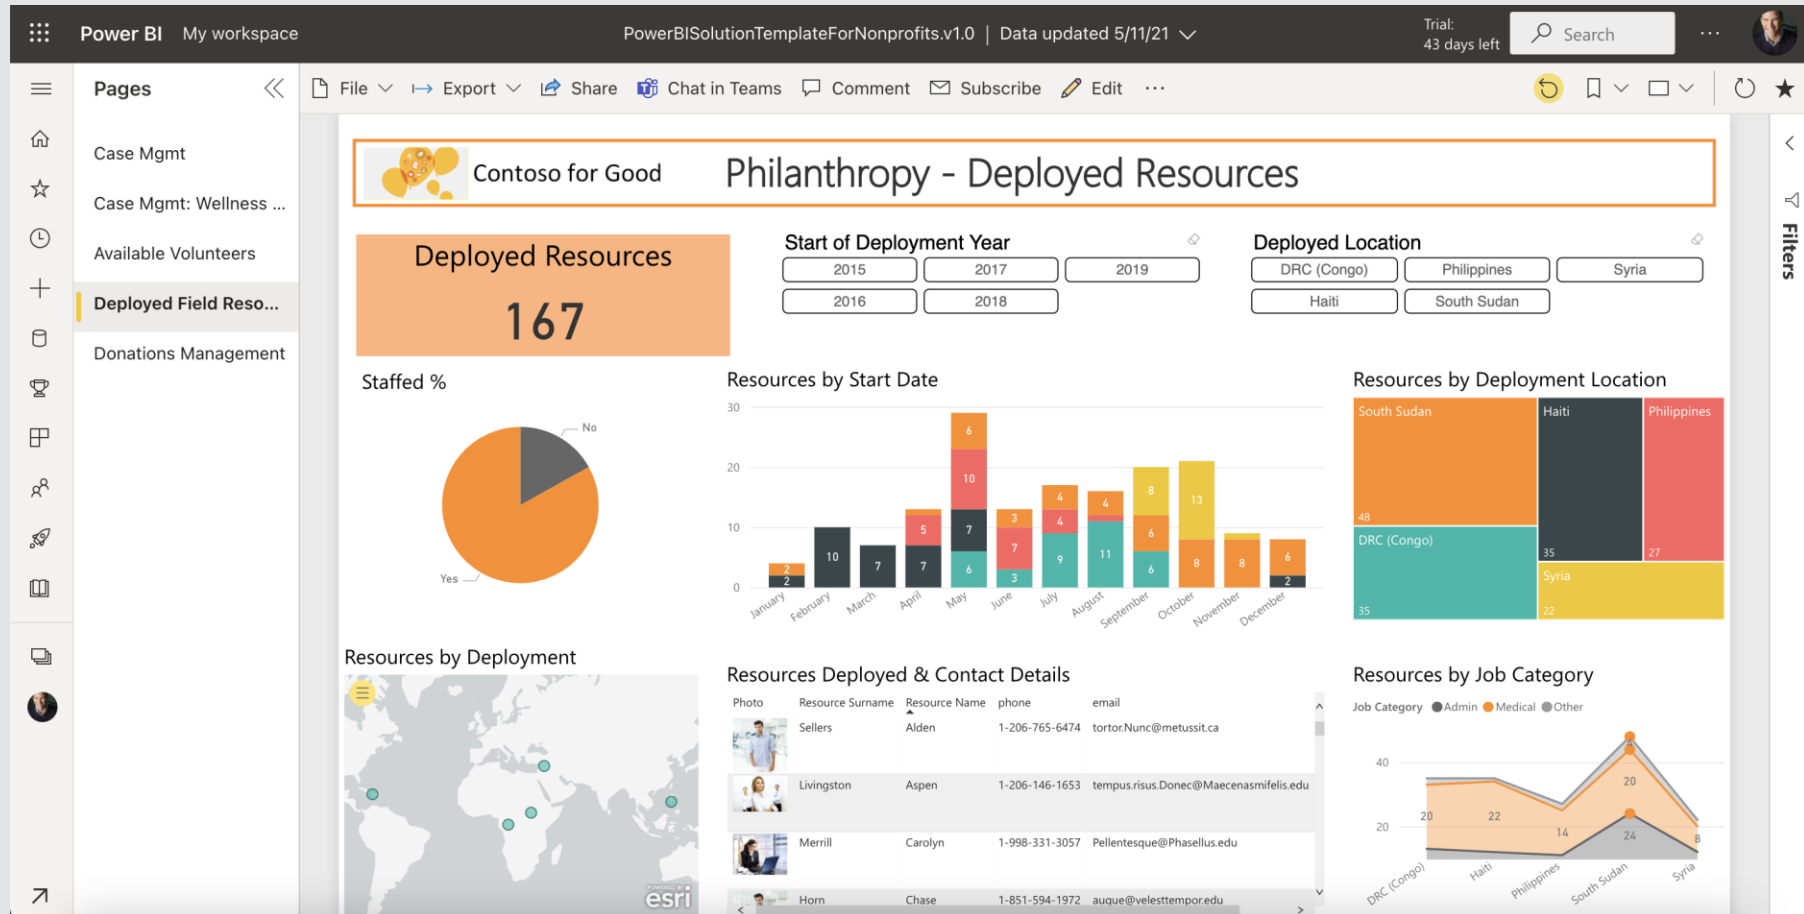 Power BI My workspace
PowerBISolutionTemplateForNonprofits.v1.0 | Data updated 5/11/21
Trial:
43 days left
Search
Pages
File Export Share Chat in Teams Comment Subscribe Edit
Case Mgmt
Case Mgmt: Wellness ...
Available Volunteers
Deployed Field Reso...
Donations Management
Filters
Contoso for Good
Philanthropy - Deployed Resources
Deployed Resources
167
Start of Deployment Year
2015 2017 2019
2016 2018
Deployed Location
DRC (Congo) Philippines Syria
Haiti South Sudan
Staffed %
No
Yes
Resources by Start Date
30
20
10
0
2 2
10
7
5 7
6 10 7 6
3 7 3
4 4 9
4 11
8 6 6
13 8
8
6 2
January February March April May June July August September October November December
Resources by Deployment Location
South Sudan
48
Haiti
35
Philippines
27
DRC (Congo)
35
Syria
22
Resources by Deployment
POWERED BY
esri
Resources Deployed & Contact Details
Photo Resource Surname Resource Name phone email
Sellers Alden 1-206-765-6474 tortor.Nunc@metussit.ca
Livingston Aspen 1-206-146-1653 tempus.risus.Donec@Maecenasmifelis.edu
Merrill Carolyn 1-998-331-3057 Pellentesque@Phasellus.edu
Horn Chase 1-851-594-1972 augue@velesttempor.edu
Resources by Job Category
Job Category Admin Medical Other
40
20
20 22 14 20 24 8
DRC (Congo) Haiti Philippines South Sudan Syria